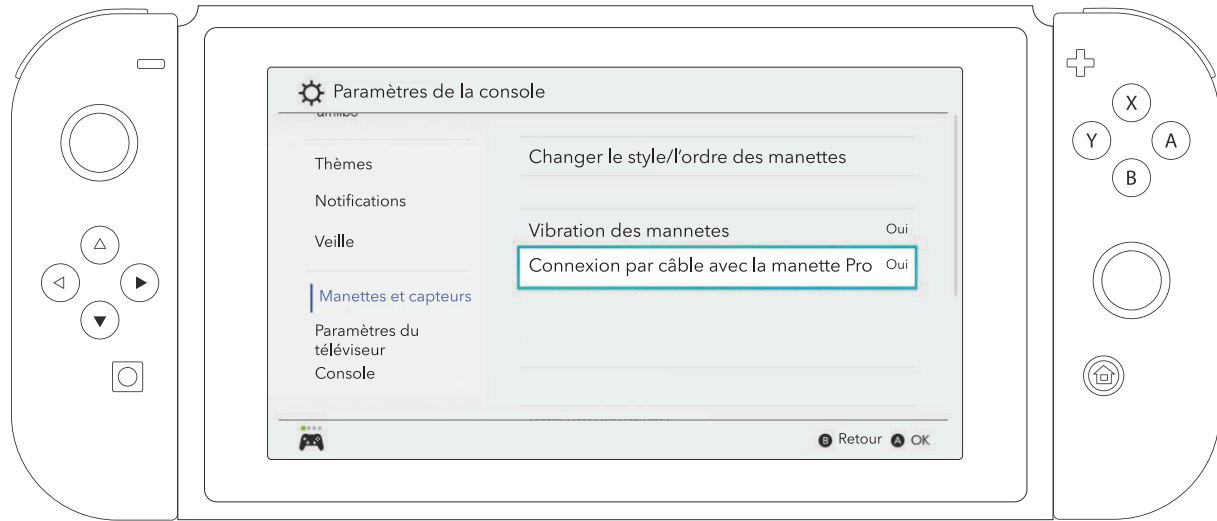 Paramètres de la console
amiibo
Thèmes
Notifications
Veille
Manettes et capteurs
Paramètres du
téléviseur
Console
Changer le style/l'ordre des manettes
Vibration des mannetes Oui
Connexion par câble avec la manette Pro Oui
B Retour A OK
X
Y A
B